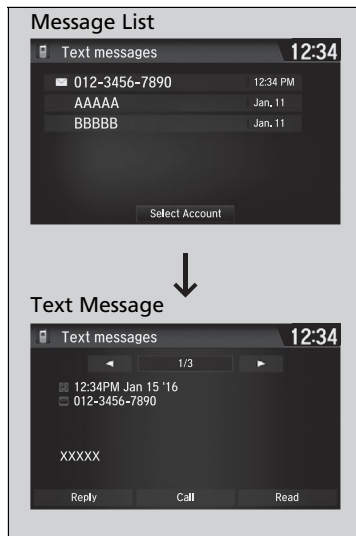 Message List
Text messages 12:34
012-3456-7890 12:34 PM
AAAAA Jan. 11
BBBBB Jan. 11
Select Account
Text Message
Text messages 12:34
1/3
12:34PM Jan 15 '16
012-3456-7890
XXXXX
Reply Call Read